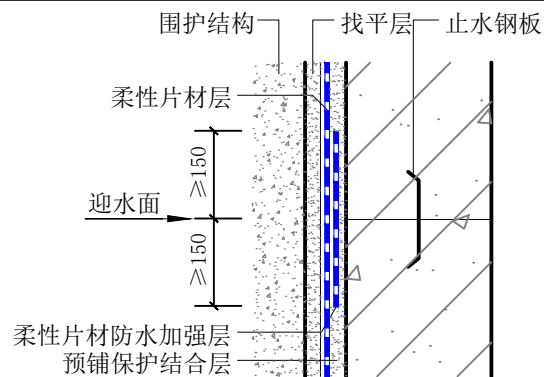 围护结构 找平层 止水钢板
柔性片材层
≥150
迎水面
≥150
柔性片材防水加强层
预铺保护结合层